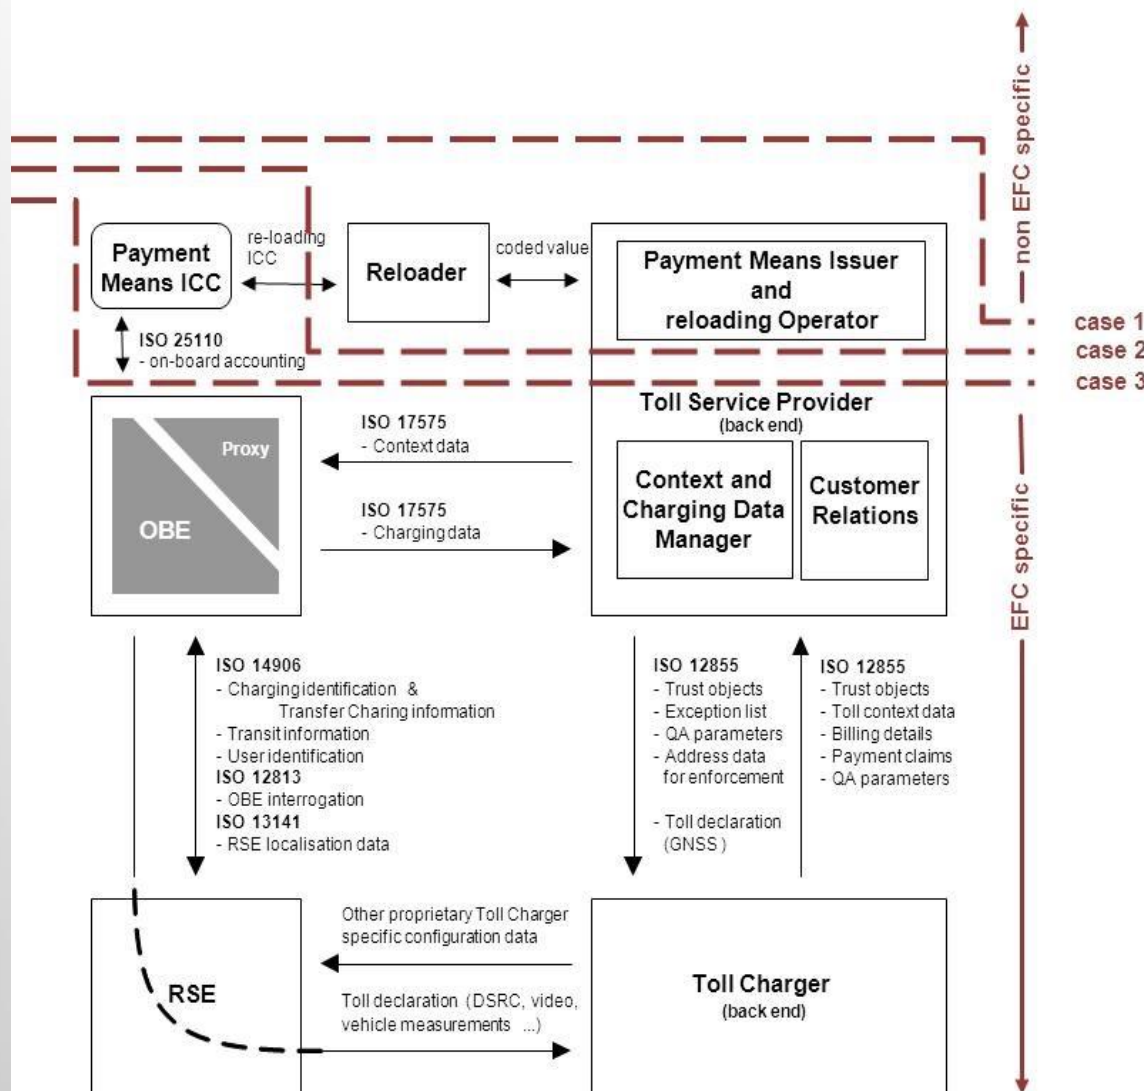 non EFC specific
case 1
case 2
case 3
EFC specific
Payment
Means ICC
re-loading
ICC
Reloader
coded value
Payment Means Issuer
and
reloading Operator
ISO 25110
- on-board accounting
Toll Service Provider
(back end)
Proxy
OBE
ISO 17575
- Context data
ISO 17575
- Charging data
Context and
Charging Data
Manager
Customer
Relations
ISO 14906
- Charging identification &
Transfer Charing information
- Transit information
- User identification
ISO 12813
- OBE interrogation
ISO 13141
- RSE localisation data
ISO 12855
- Trust objects
- Exception list
- QA parameters
- Address data
for enforcement
- Toll declaration
(GNSS )
ISO 12855
- Trust objects
- Toll context data
- Billing details
- Payment claims
- QA parameters
RSE
Other proprietary Toll Charger
specific configuration data
Toll declaration (DSRC, video,
vehicle measurements ...)
Toll Charger
(back end)